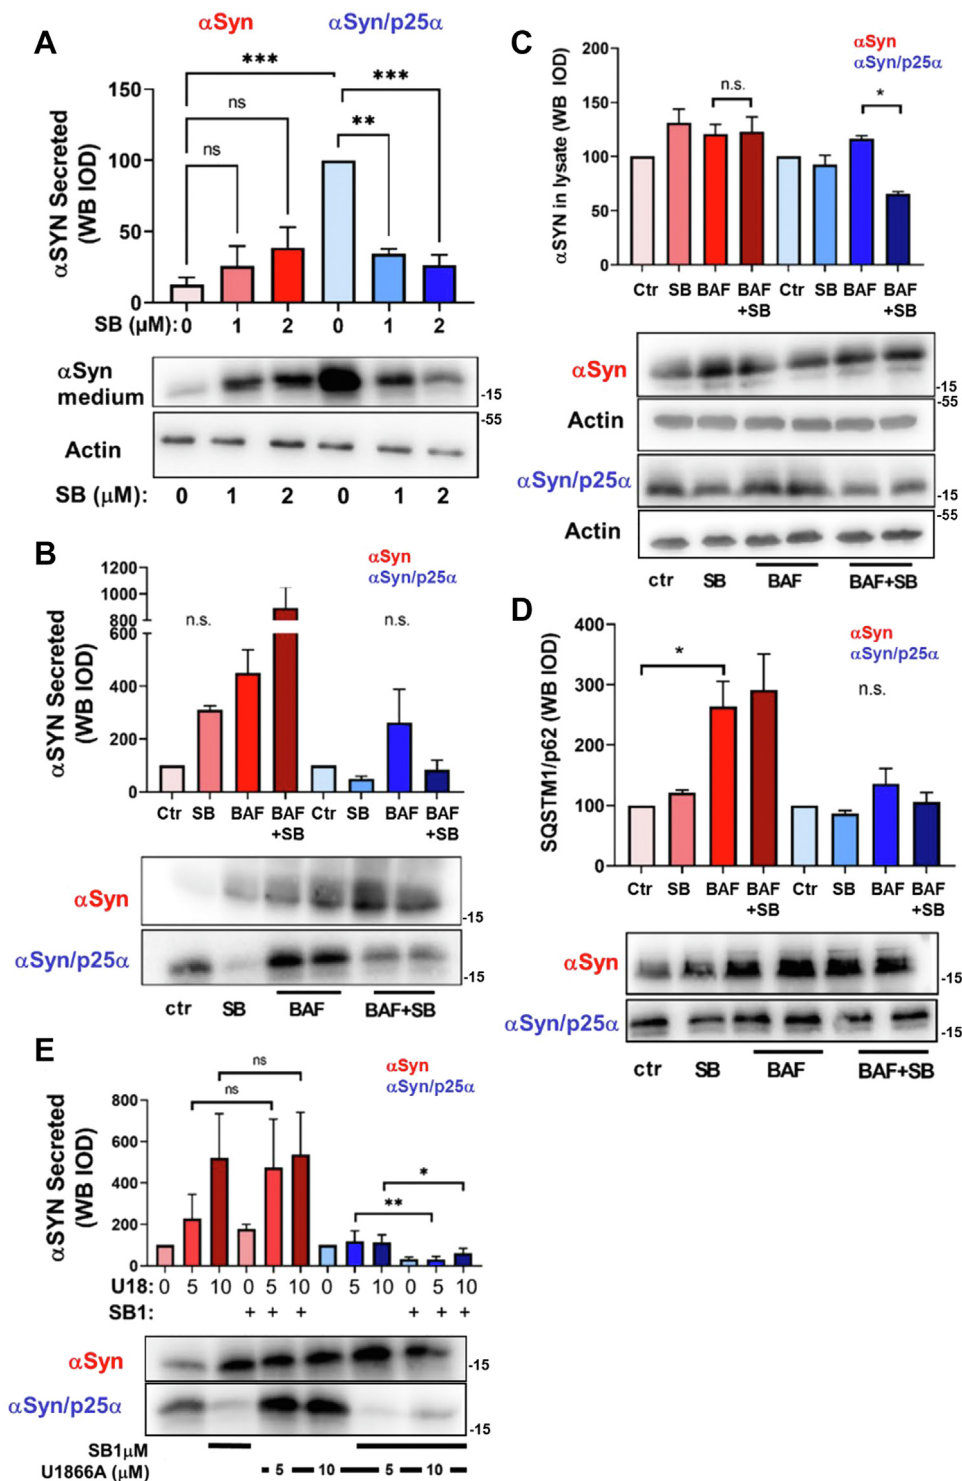 A
αSyn αSyn/p25α
***
***
ns
**
ns
αSYN Secreted
(WB IOD)
150
100
50
0
SB (μM): 0 1 2 0 1 2
αSyn
medium
-15
-55
Actin
SB (μM): 0 1 2 0 1 2
B
αSyn
αSyn/p25α
n.s. n.s.
αSYN Secreted
(WB IOD)
1200
1000
800
600
400
200
0
Ctr SB BAF BAF Ctr SB BAF BAF
+SB +SB
αSyn
-15
αSyn/p25α
-15
ctr SB BAF BAF+SB
E
αSyn
αSyn/p25α
ns
ns
*
**
αSYN Secreted
(WB IOD)
800
600
400
200
0
U18: 0 5 10 0 5 10 0 5 10 0 5 10
SB1: + + + + + +
αSyn
-15
αSyn/p25α
-15
SB1μM
U1866A (μM) 5 10 5 10
C
αSyn
αSyn/p25α
n.s.
*
αSYN in lysate (WB IOD)
200
150
100
50
0
Ctr SB BAF BAF Ctr SB BAF BAF
+SB +SB
αSyn
-15
-55
Actin
αSyn/p25α
-15
-55
Actin
ctr SB BAF BAF+SB
D
αSyn
αSyn/p25α
*
n.s.
SQSTM1/p62 (WB IOD)
400
300
200
100
0
Ctr SB BAF BAF Ctr SB BAF BAF
+SB +SB
αSyn
-15
αSyn/p25α
-15
ctr SB BAF BAF+SB